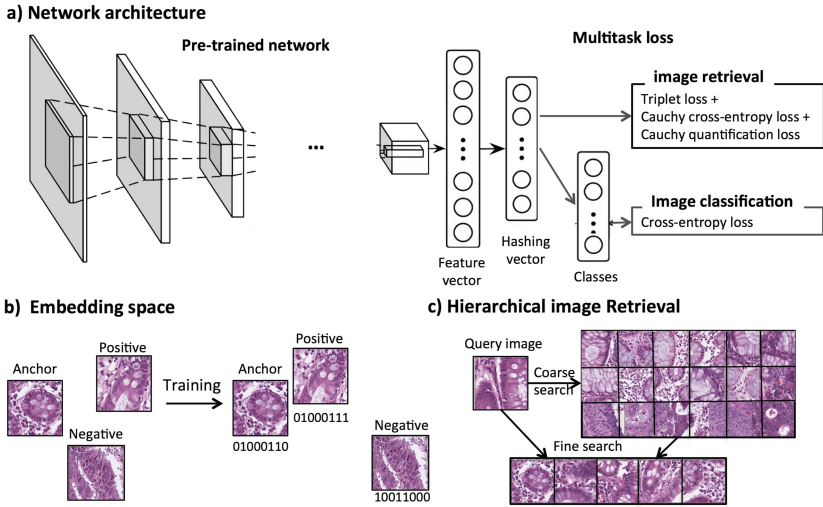 a) Network architecture
Pre-trained network
Multitask loss
...
image retrieval
Triplet loss +
Cauchy cross-entropy loss +
Cauchy quantification loss
Image classification
Cross-entropy loss
Feature
vector
Hashing
vector
Classes
b) Embedding space
Anchor
Positive
Negative
Training
Anchor
Positive
01000111
01000110
Negative
10011000
c) Hierarchical image Retrieval
Query image
Coarse
search
Fine search